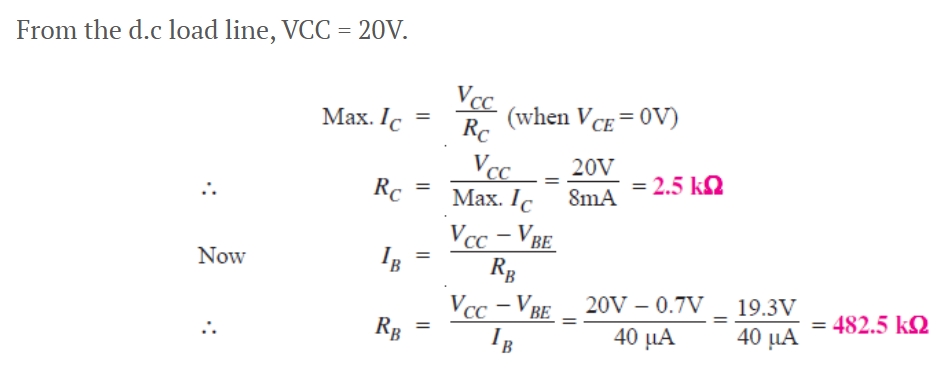 From the d.c load line, VCC = 20V.
Max. I_C = V_CC / R_C (when V_CE = 0V)
∴ R_C = V_CC / Max. I_C = 20V / 8mA = 2.5 kΩ
Now I_B = V_CC − V_BE / R_B
∴ R_B = V_CC − V_BE / I_B = 20V − 0.7V / 40 μA = 19.3V / 40 μA = 482.5 kΩ